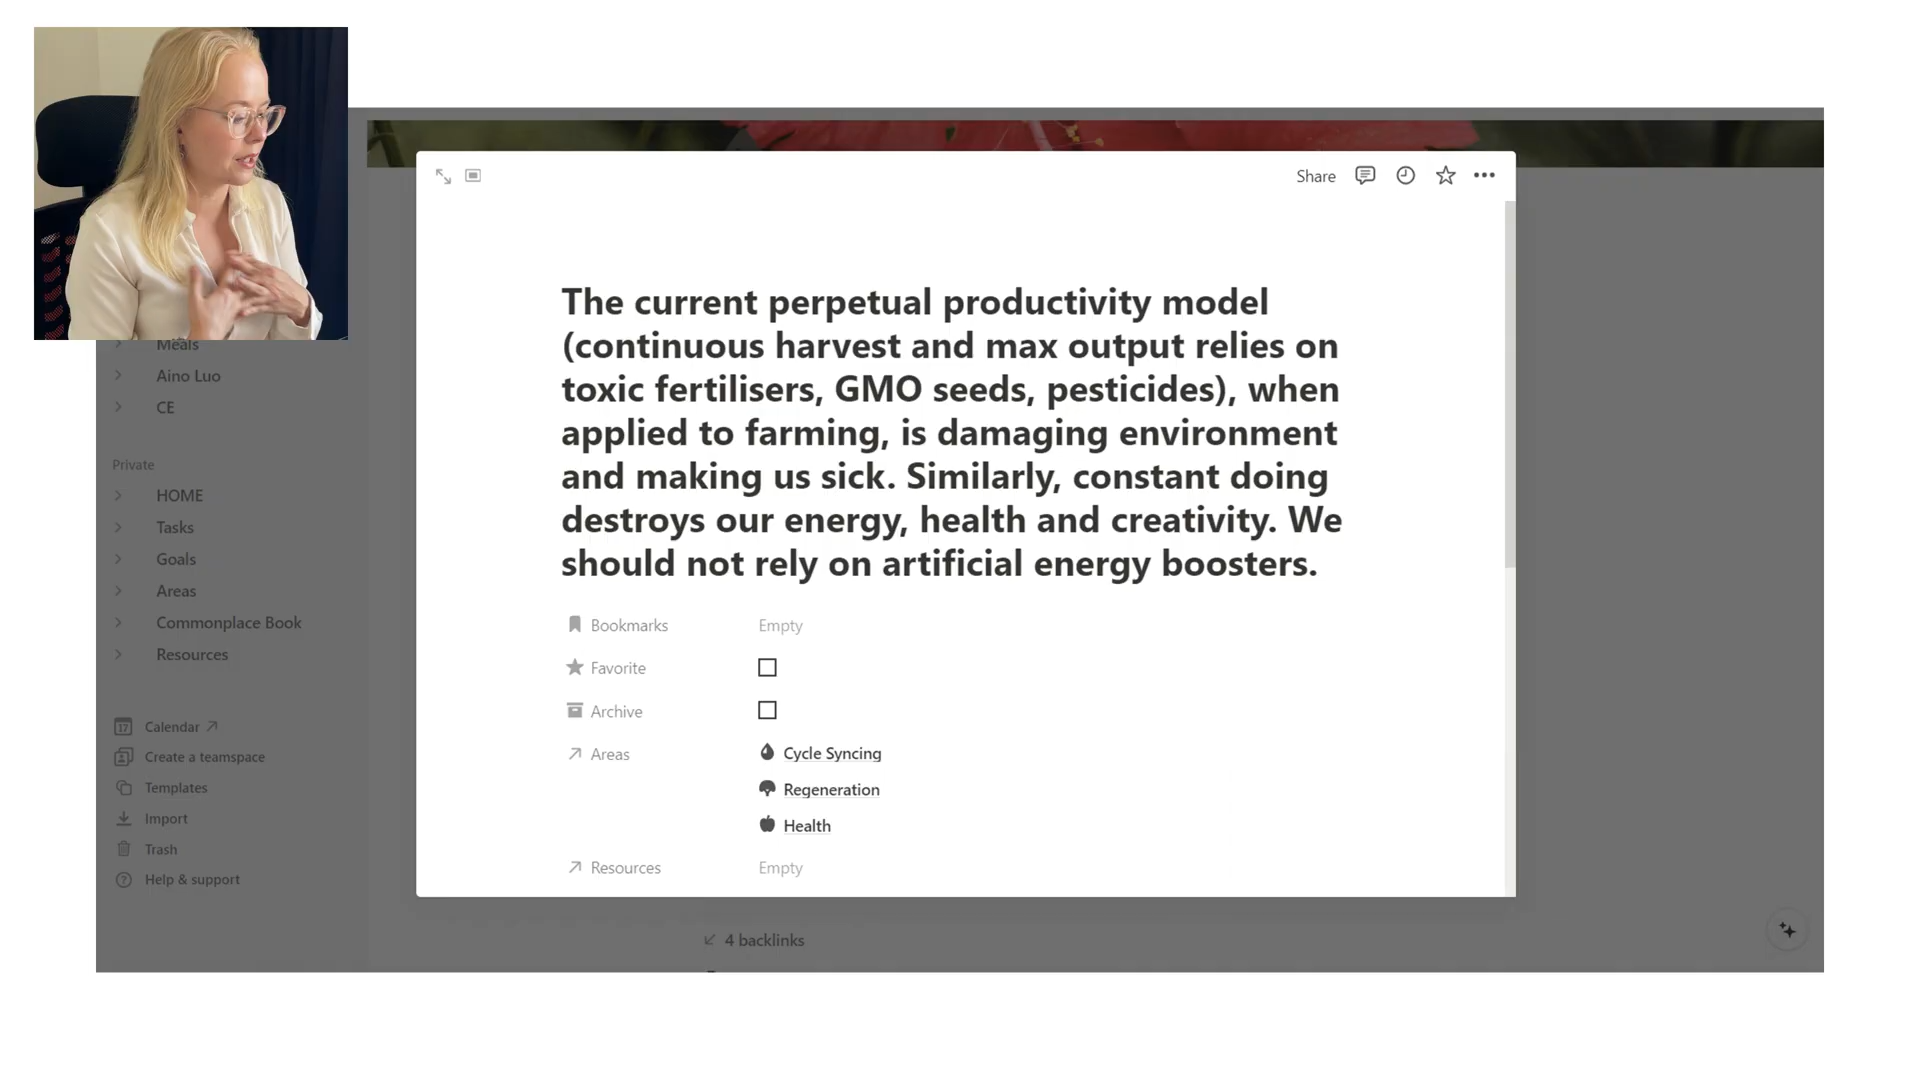 Share
The current perpetual productivity model
(continuous harvest and max output relies on
toxic fertilisers, GMO seeds, pesticides), when
applied to farming, is damaging environment
and making us sick. Similarly, constant doing
destroys our energy, health and creativity. We
should not rely on artificial energy boosters.
Bookmarks Empty
Favorite
Archive
Areas Cycle Syncing
Regeneration
Health
Resources Empty
4 backlinks
Meals
Aino Luo
CE
Private
HOME
Tasks
Goals
Areas
Commonplace Book
Resources
17 Calendar
Create a teamspace
Templates
Import
Trash
Help & support